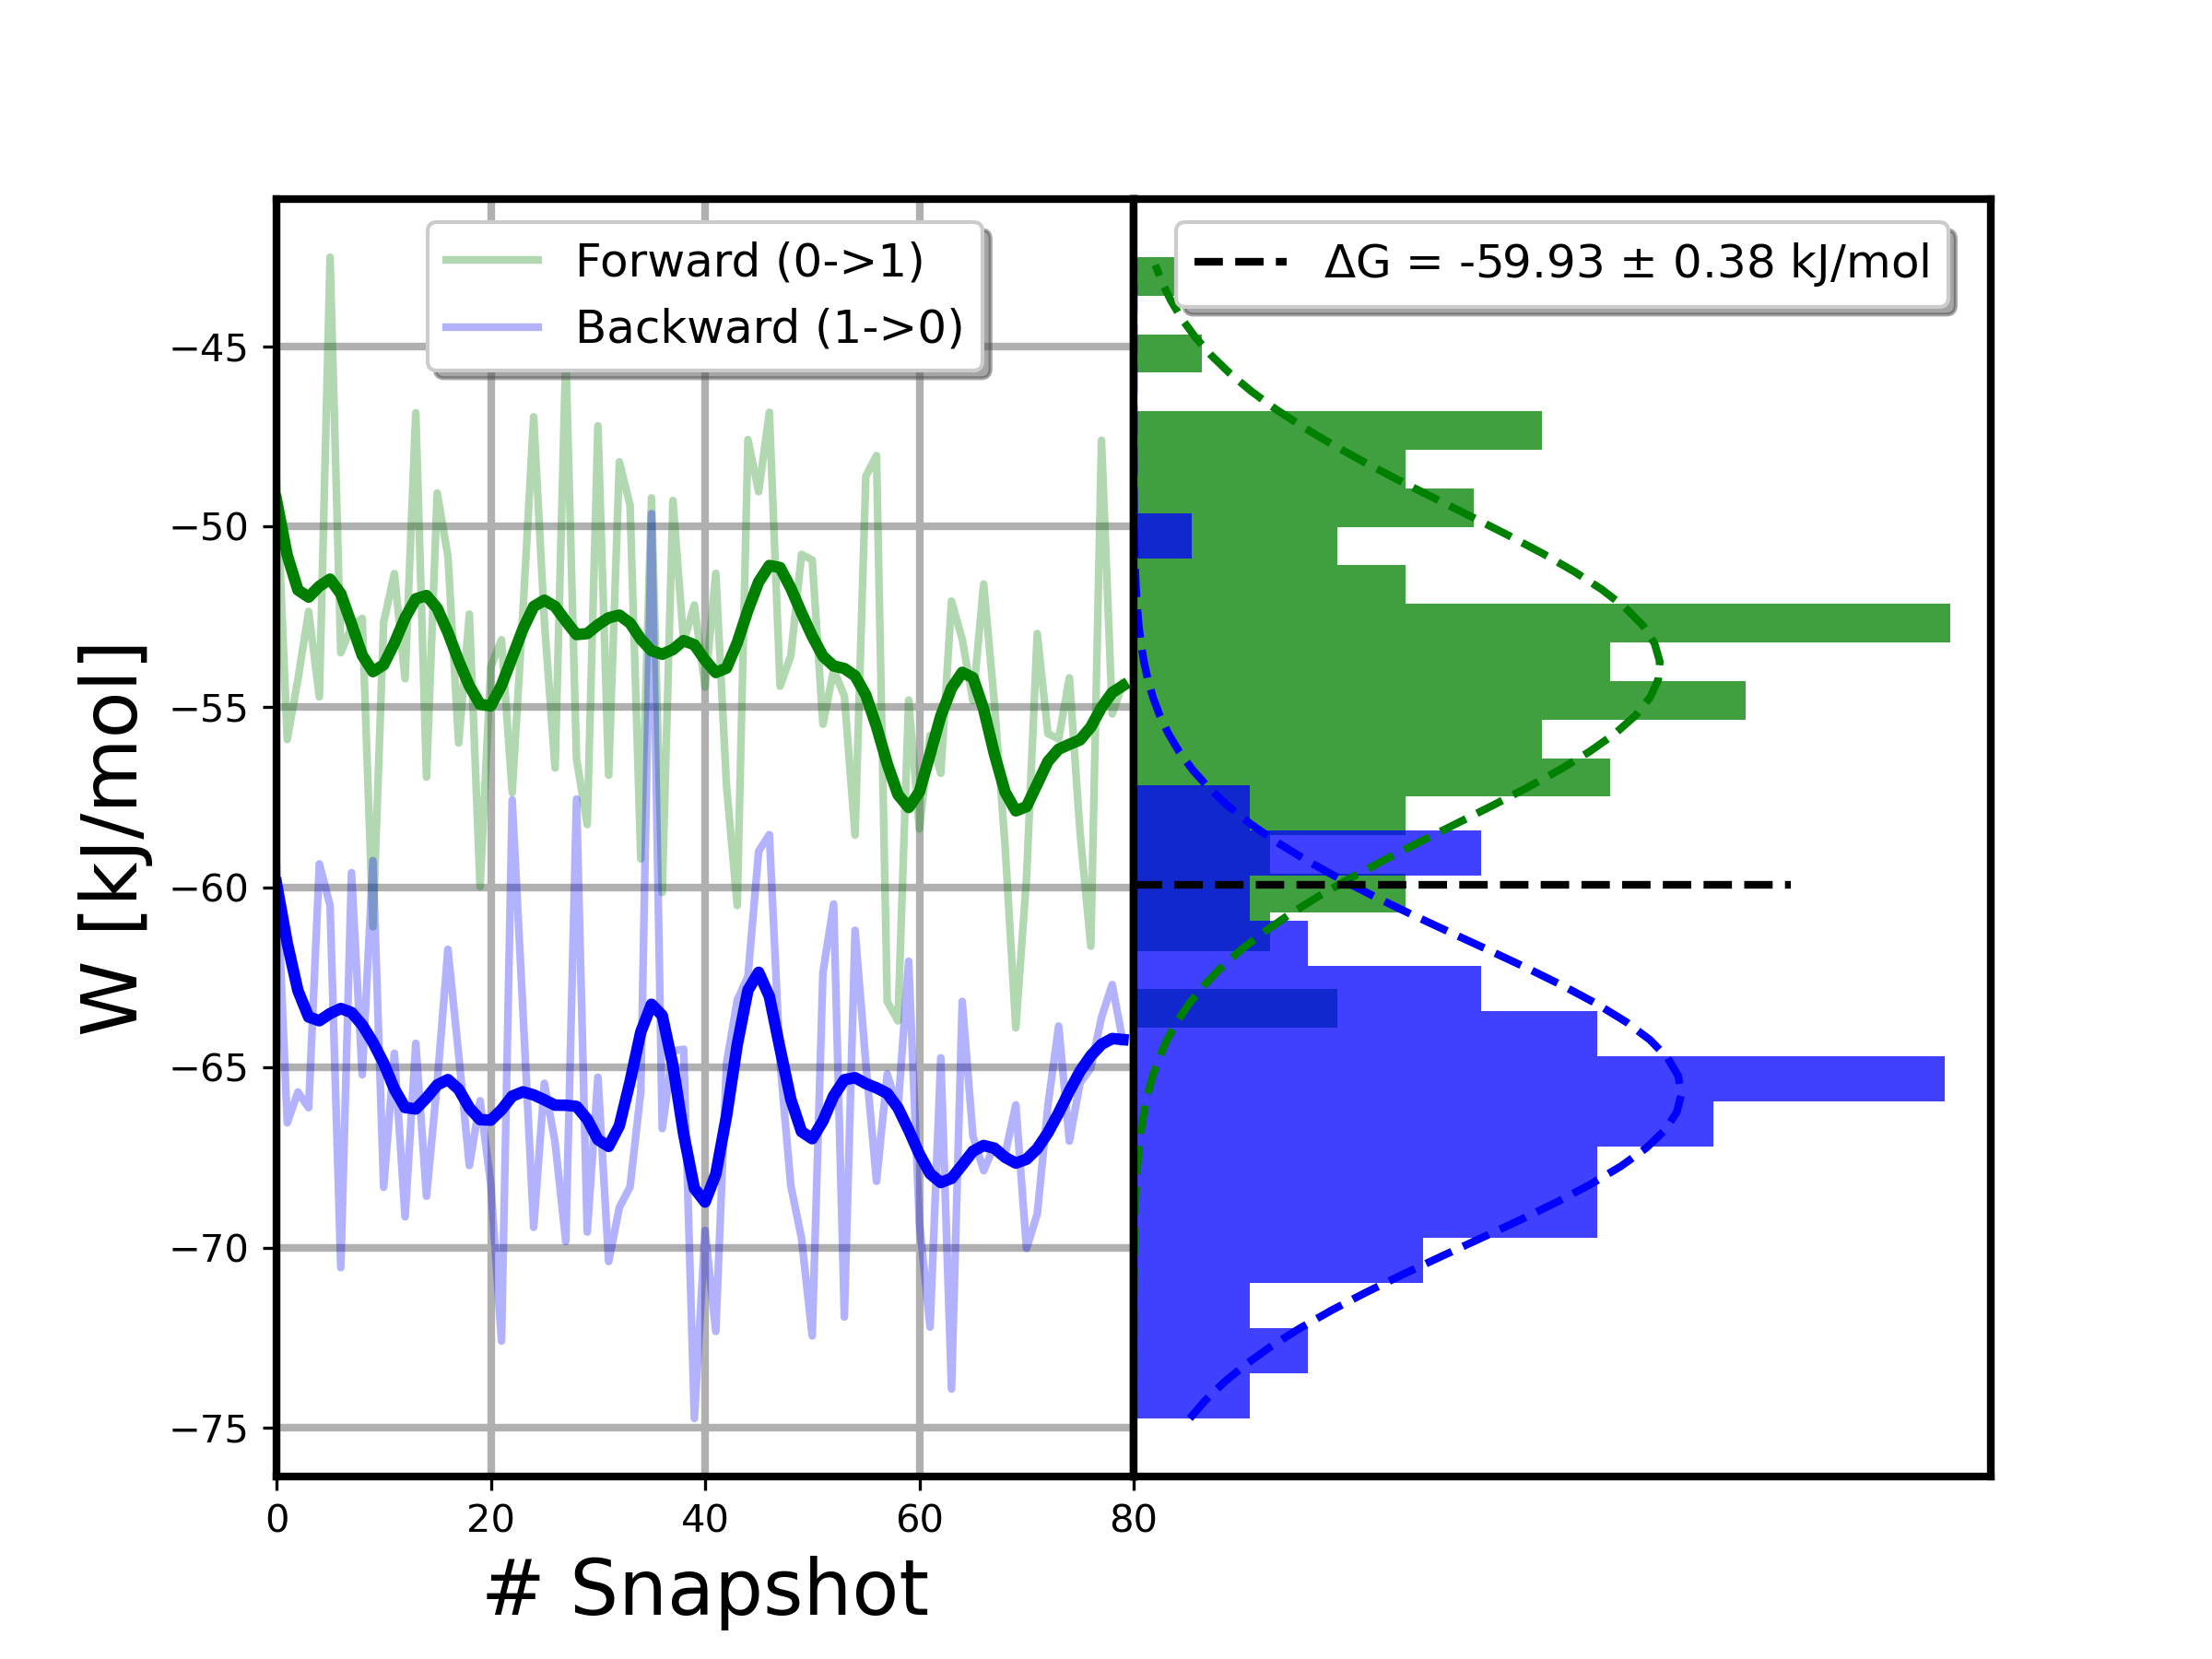 Forward (0->1)
Backward (1->0)
ΔG = -59.93 ± 0.38 kJ/mol
W [kJ/mol]
−45
−50
−55
−60
−65
−70
−75
0 20 40 60 80
# Snapshot